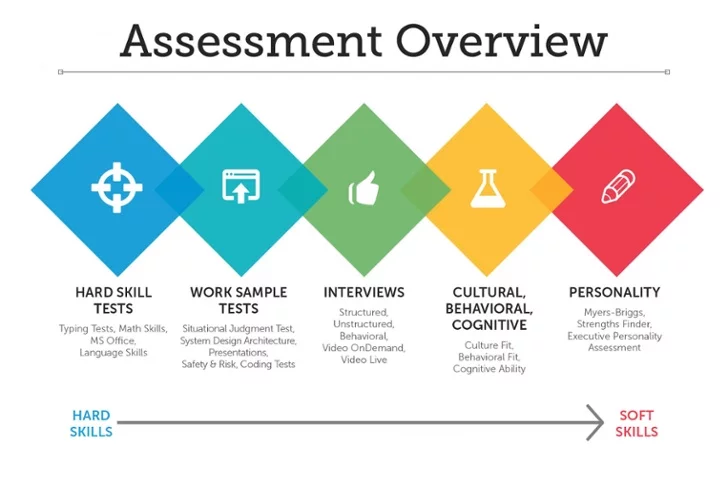 Assessment Overview
HARD SKILL
TESTS
Typing Tests, Math Skills,
MS Office,
Language Skills
WORK SAMPLE
TESTS
Situational Judgment Test,
System Design Architecture,
Presentations,
Safety & Risk, Coding Tests
INTERVIEWS
Structured,
Unstructured,
Behavioral,
Video OnDemand,
Video Live
CULTURAL,
BEHAVIORAL,
COGNITIVE
Culture Fit,
Behavioral Fit,
Cognitive Ability
PERSONALITY
Myers-Briggs,
Strengths Finder,
Executive Personality
Assessment
HARD
SKILLS
SOFT
SKILLS